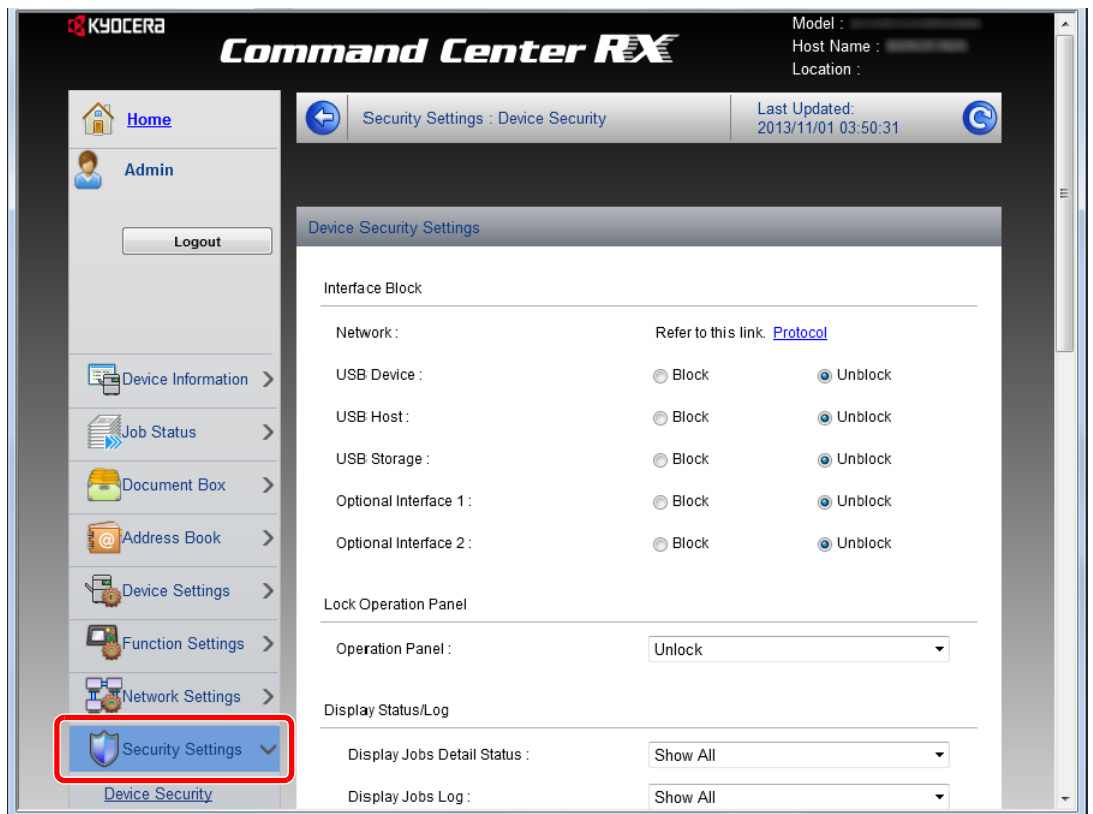 KYOCERA
Command Center RX
Model :
Host Name :
Location :
Home
Admin
Logout
Device Information
Job Status
Document Box
Address Book
Device Settings
Function Settings
Network Settings
Security Settings
Device Security
Security Settings : Device Security
Last Updated:
2013/11/01 03:50:31
Device Security Settings
Interface Block
Network : Refer to this link. Protocol
USB Device : Block Unblock
USB Host : Block Unblock
USB Storage : Block Unblock
Optional Interface 1 : Block Unblock
Optional Interface 2 : Block Unblock
Lock Operation Panel
Operation Panel : Unlock
Display Status/Log
Display Jobs Detail Status : Show All
Display Jobs Log : Show All